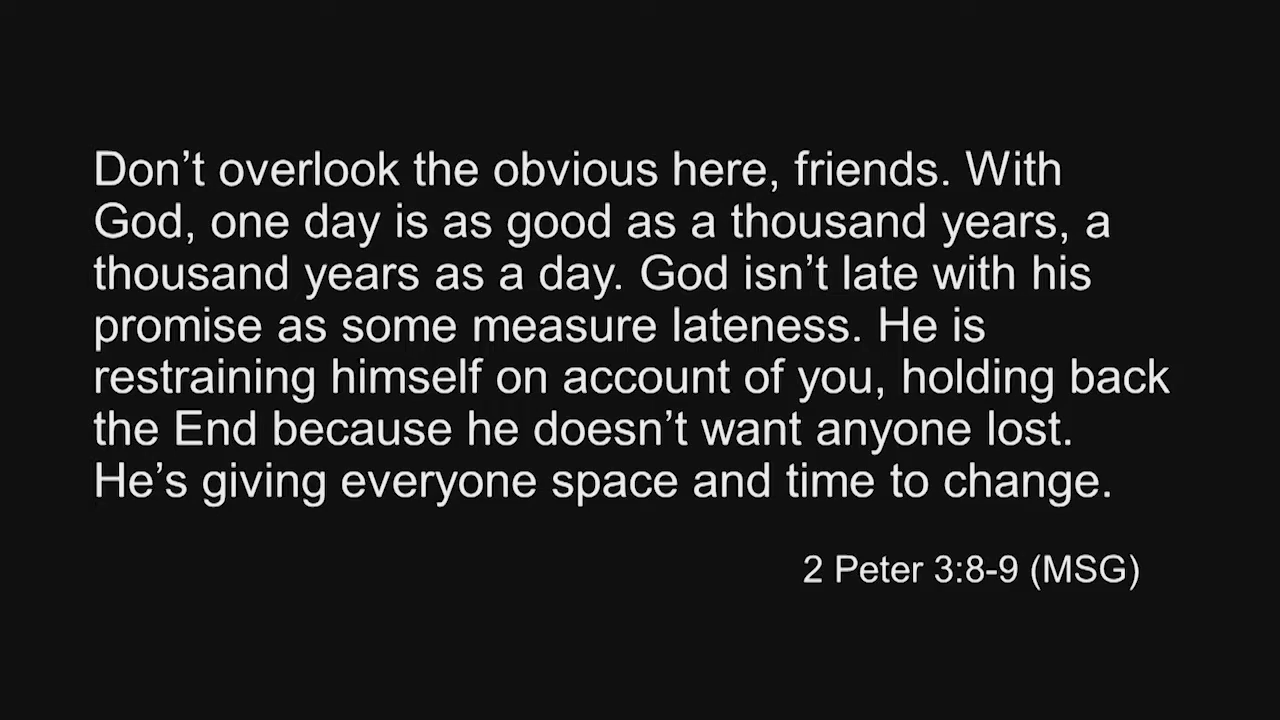 Don’t overlook the obvious here, friends. With
God, one day is as good as a thousand years, a
thousand years as a day. God isn’t late with his
promise as some measure lateness. He is
restraining himself on account of you, holding back
the End because he doesn’t want anyone lost.
He’s giving everyone space and time to change.
2 Peter 3:8-9 (MSG)